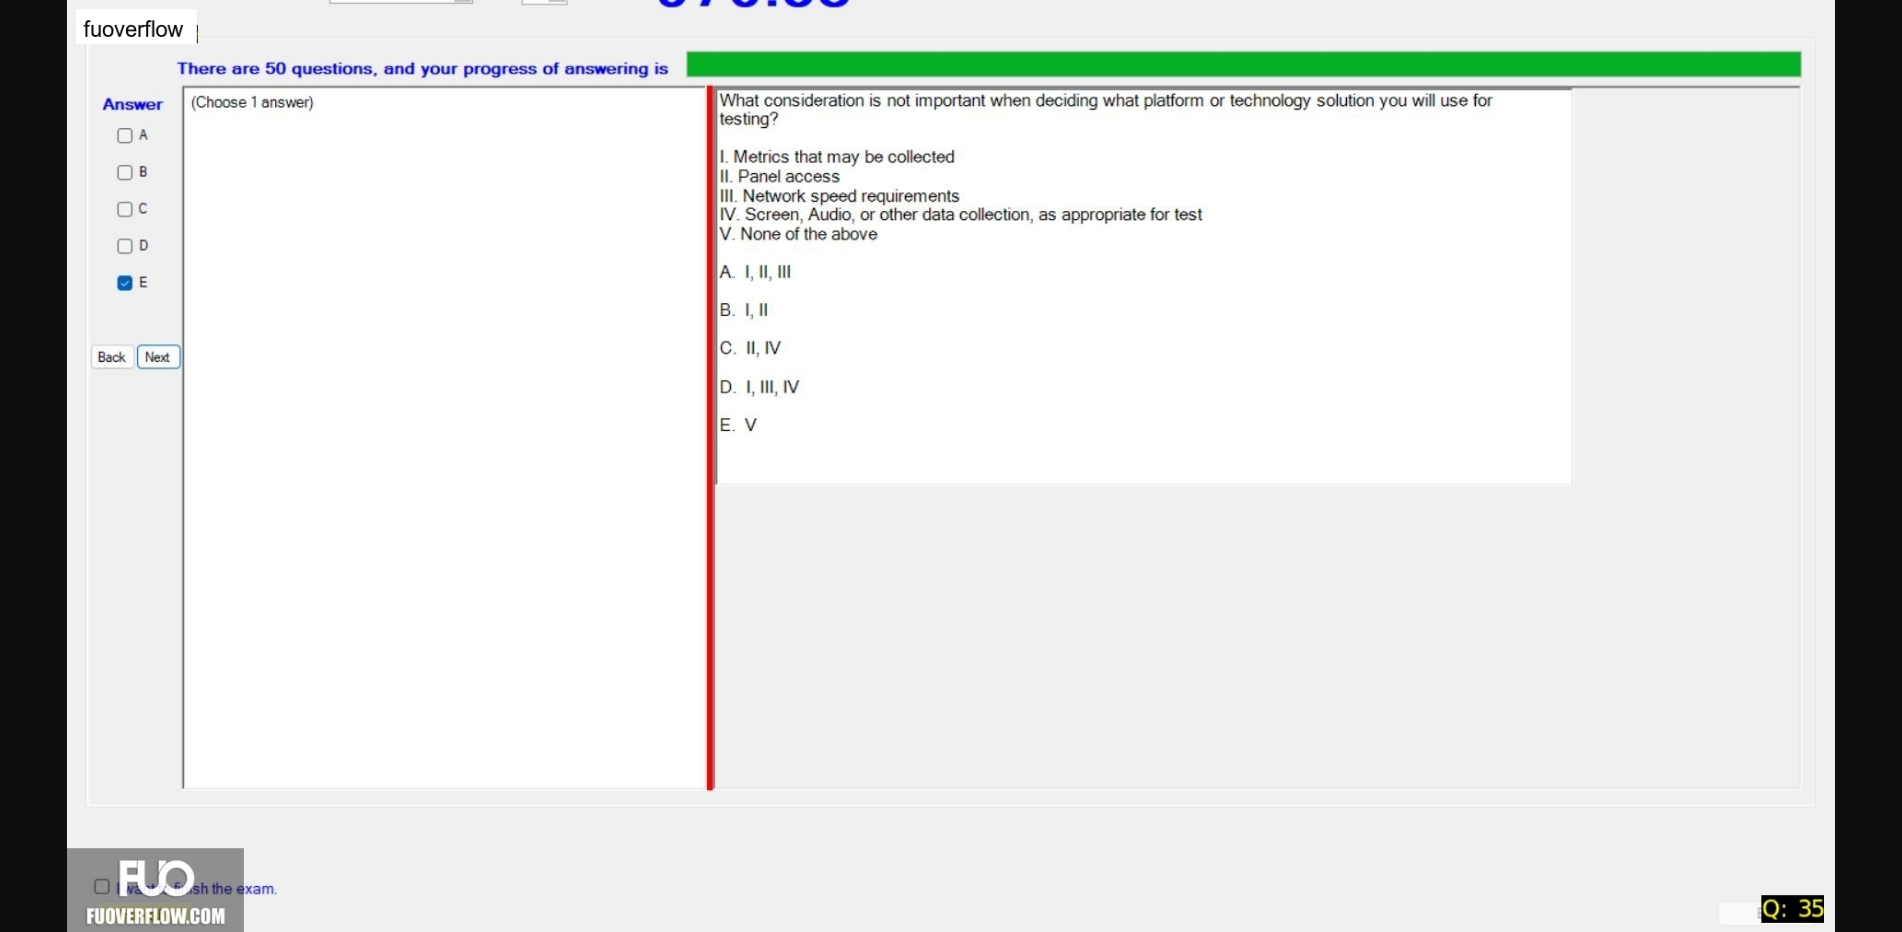 fuoverflow
There are 50 questions, and your progress of answering is
Answer
(Choose 1 answer)
A
B
C
D
E
Back Next
What consideration is not important when deciding what platform or technology solution you will use for
testing?
I. Metrics that may be collected
II. Panel access
III. Network speed requirements
IV. Screen, Audio, or other data collection, as appropriate for test
V. None of the above
A. I, II, III
B. I, II
C. II, IV
D. I, III, IV
E. V
FUO
sh the exam.
FUOVERFLOW.COM
Q: 35